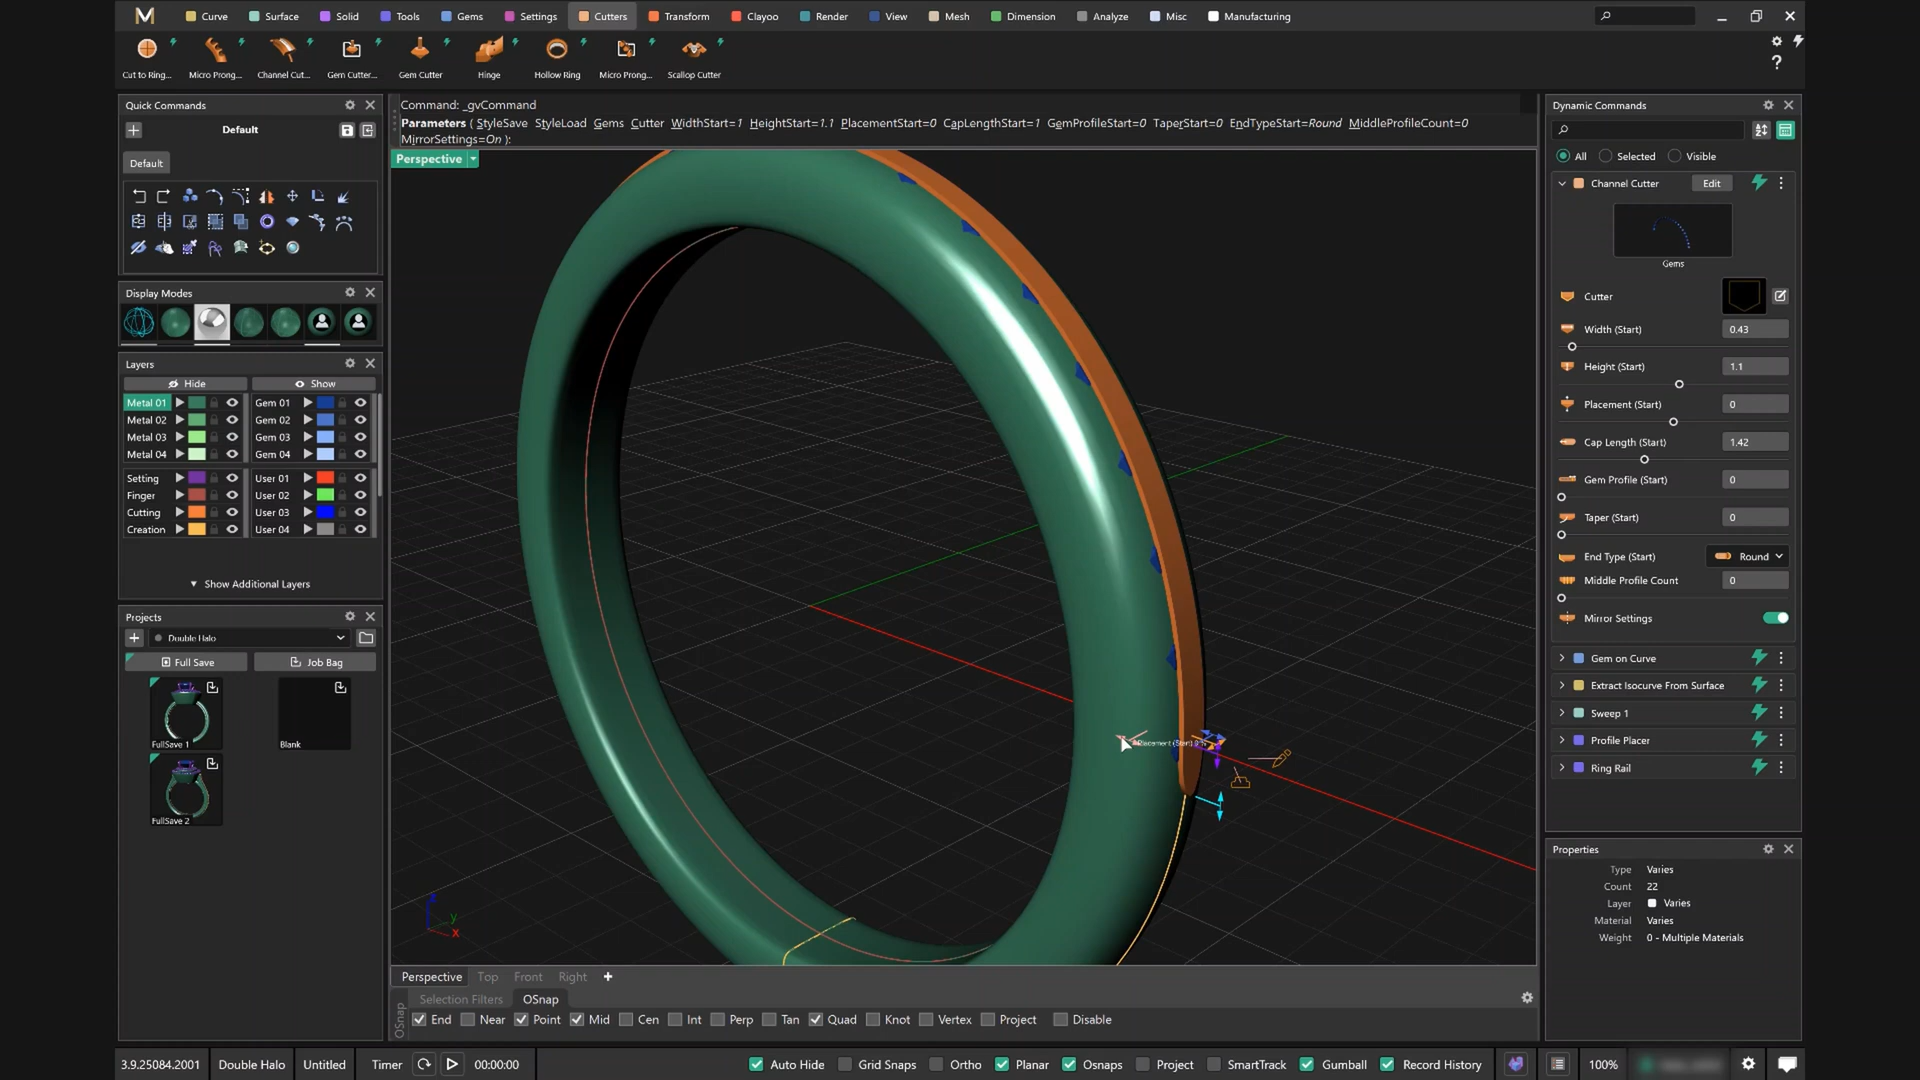 Curve Surface Solid Tools Gems Settings Cutters Transform Clayoo Render View Mesh Dimension Analyze Misc Manufacturing
Cut to Ring... Micro Prong... Channel Cut... Gem Cutter... Gem Cutter Hinge Hollow Ring Micro Prong... Scallop Cutter
?
Quick Commands
Default
Default
Display Modes
Layers
Hide Show
Metal 01 Gem 01
Metal 02 Gem 02
Metal 03 Gem 03
Metal 04 Gem 04
Setting User 01
Finger User 02
Cutting User 03
Creation User 04
Show Additional Layers
Projects
Double Halo
Full Save Job Bag
FullSave 1 Blank
FullSave 2
Command: _gvCommand
Parameters ( StyleSave StyleLoad Gems Cutter WidthStart=1 HeightStart=1.1 PlacementStart=0 CapLengthStart=1 GemProfileStart=0 TaperStart=0 EndTypeStart=Round MiddleProfileCount=0
MirrorSettings=On ):
Perspective
Placement (Start)
y
x
Perspective Top Front Right
Selection Filters OSnap
OSnap
End Near Point Mid Cen Int Perp Tan Quad Knot Vertex Project Disable
Dynamic Commands
All Selected Visible
Channel Cutter Edit
Gems
Cutter
Width (Start) 0.43
Height (Start) 1.1
Placement (Start) 0
Cap Length (Start) 1.42
Gem Profile (Start) 0
Taper (Start) 0
End Type (Start) Round
Middle Profile Count 0
Mirror Settings
Gem on Curve
Extract Isocurve From Surface
Sweep 1
Profile Placer
Ring Rail
Properties
Type Varies
Count 22
Layer Varies
Material Varies
Weight 0 - Multiple Materials
3.9.25084.2001 Double Halo Untitled Timer 00:00:00 Auto Hide Grid Snaps Ortho Planar Osnaps Project SmartTrack Gumball Record History 100%